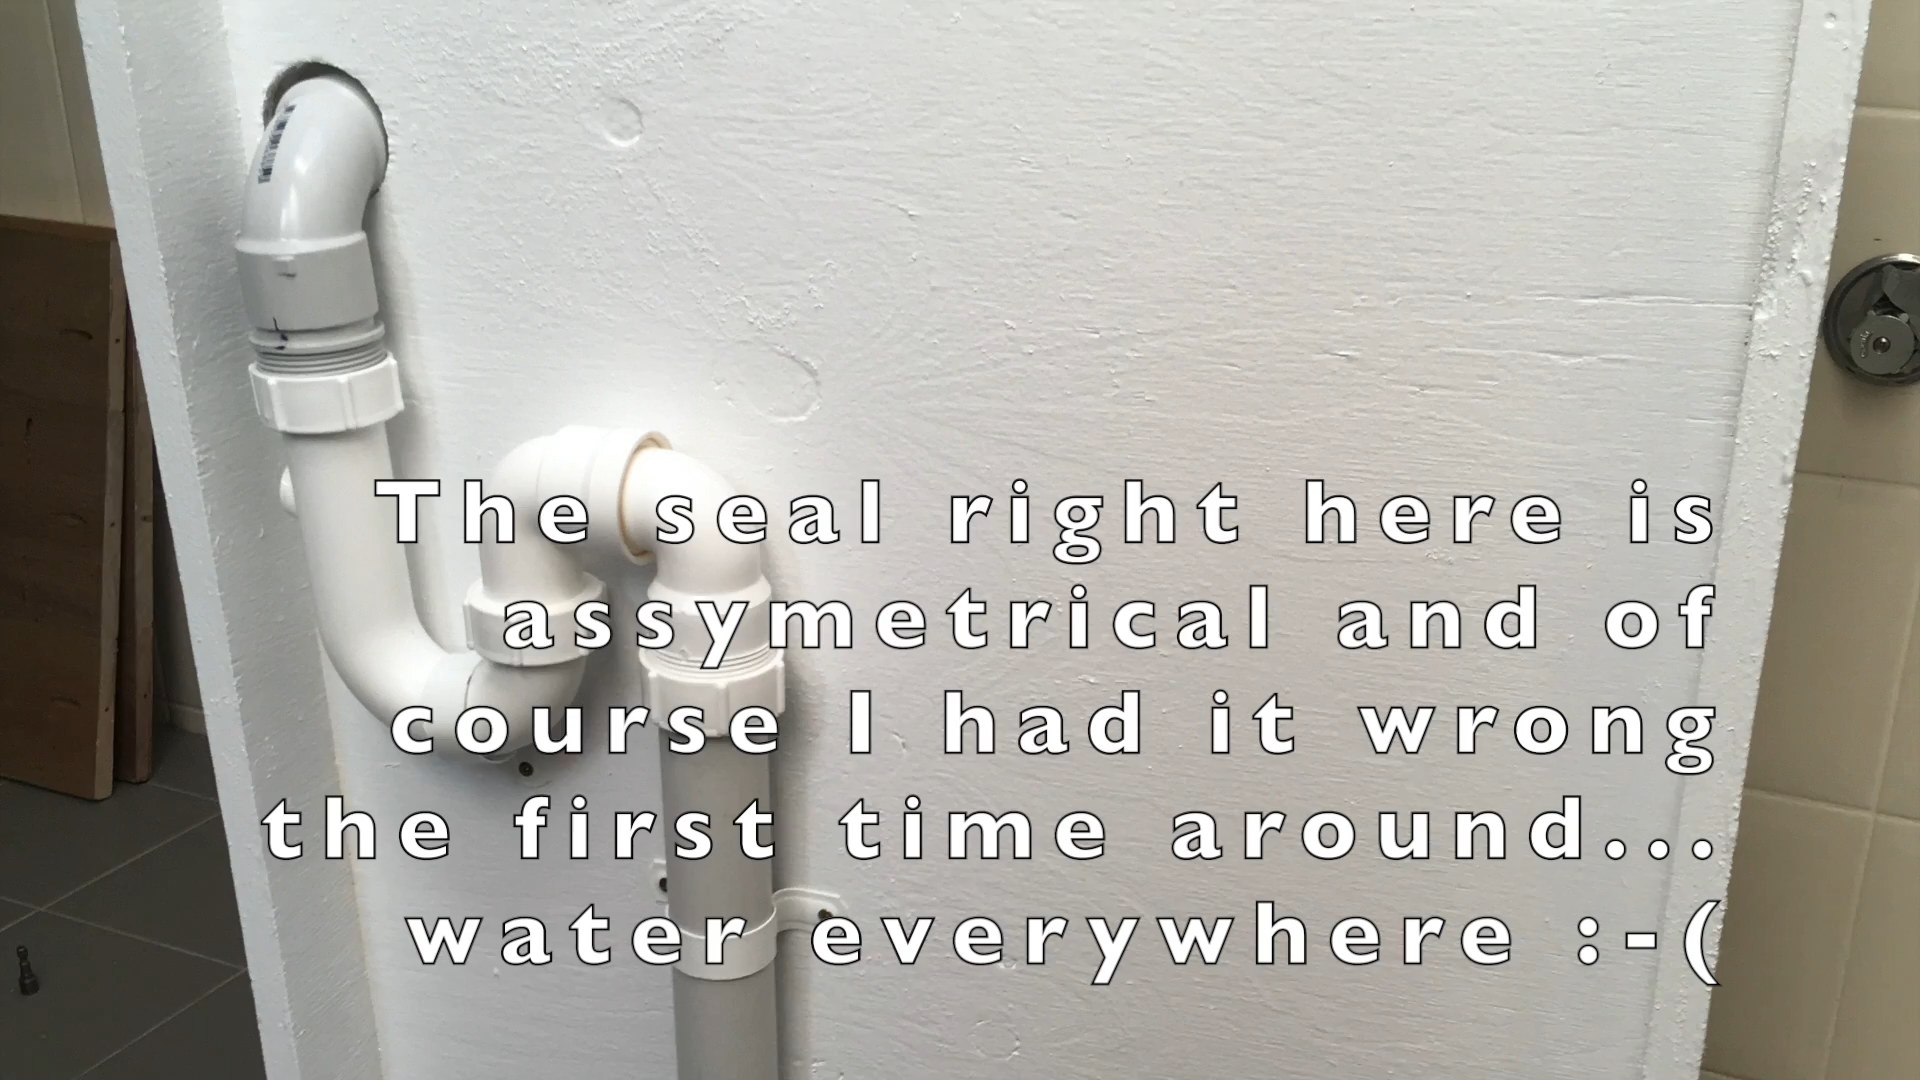 The seal right here is
assymetrical and of
course I had it wrong
the first time around...
water everywhere :-(